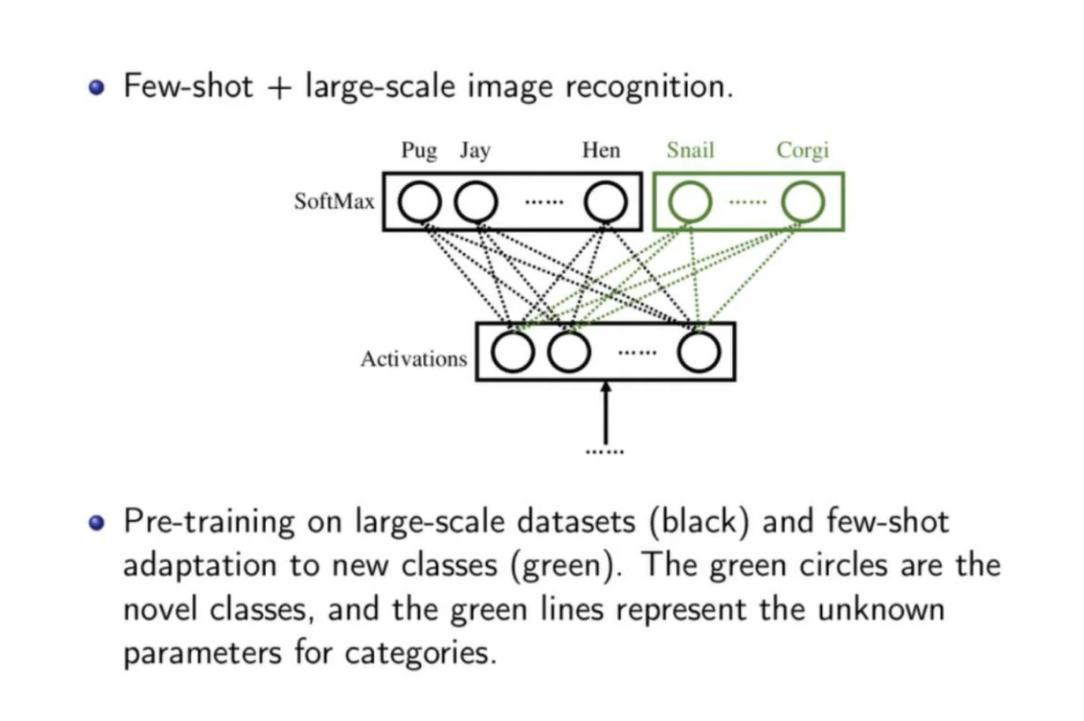 Few-shot + large-scale image recognition.
Pug Jay Hen Snail Corgi
SoftMax ...... ......
Activations ......
......
Pre-training on large-scale datasets (black) and few-shot
adaptation to new classes (green). The green circles are the
novel classes, and the green lines represent the unknown
parameters for categories.